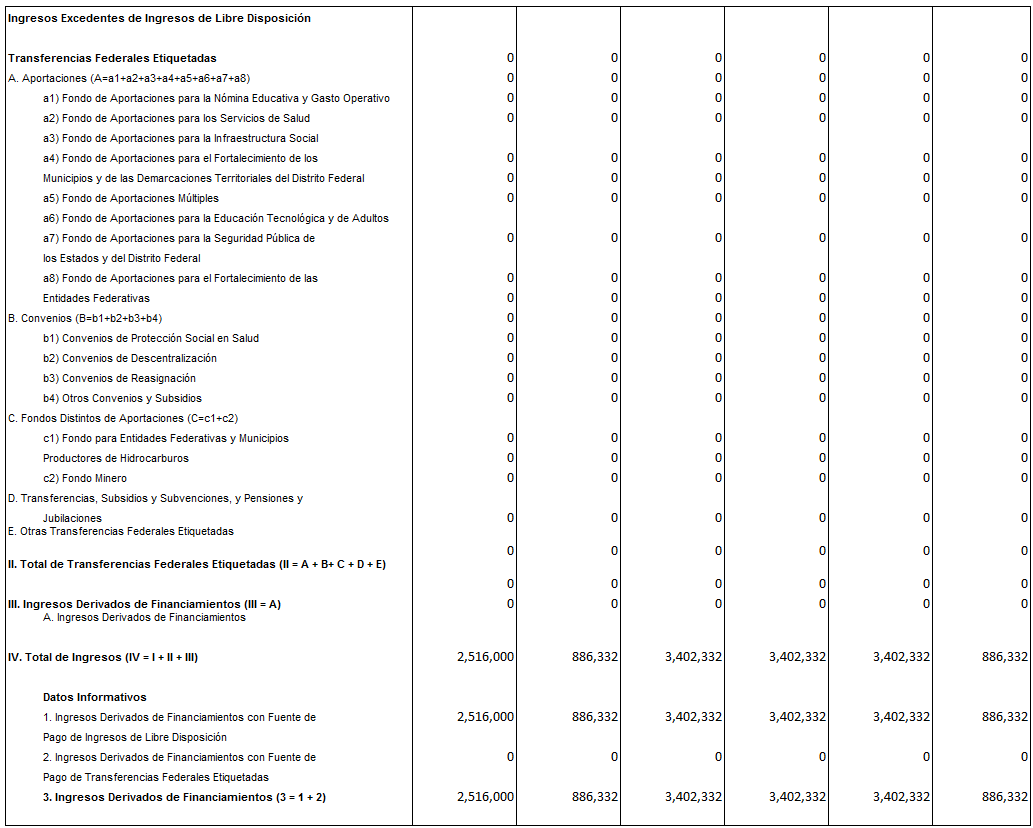 Ingresos Excedentes de Ingresos de Libre Disposición
Transferencias Federales Etiquetadas 0 0 0 0 0 0
A. Aportaciones (A=a1+a2+a3+a4+a5+a6+a7+a8) 0 0 0 0 0 0
a1) Fondo de Aportaciones para la Nómina Educativa y Gasto Operativo 0 0 0 0 0 0
a2) Fondo de Aportaciones para los Servicios de Salud 0 0 0 0 0 0
a3) Fondo de Aportaciones para la Infraestructura Social
a4) Fondo de Aportaciones para el Fortalecimiento de los 0 0 0 0 0 0
Municipios y de las Demarcaciones Territoriales del Distrito Federal 0 0 0 0 0 0
a5) Fondo de Aportaciones Múltiples 0 0 0 0 0 0
a6) Fondo de Aportaciones para la Educación Tecnológica y de Adultos
a7) Fondo de Aportaciones para la Seguridad Pública de 0 0 0 0 0 0
los Estados y del Distrito Federal
a8) Fondo de Aportaciones para el Fortalecimiento de las 0 0 0 0 0 0
Entidades Federativas 0 0 0 0 0 0
B. Convenios (B=b1+b2+b3+b4) 0 0 0 0 0 0
b1) Convenios de Protección Social en Salud 0 0 0 0 0 0
b2) Convenios de Descentralización 0 0 0 0 0 0
b3) Convenios de Reasignación 0 0 0 0 0 0
b4) Otros Convenios y Subsidios 0 0 0 0 0 0
C. Fondos Distintos de Aportaciones (C=c1+c2)
c1) Fondo para Entidades Federativas y Municipios 0 0 0 0 0 0
Productores de Hidrocarburos 0 0 0 0 0 0
c2) Fondo Minero 0 0 0 0 0 0
D. Transferencias, Subsidios y Subvenciones, y Pensiones y
Jubilaciones 0 0 0 0 0 0
E. Otras Transferencias Federales Etiquetadas
0 0 0 0 0 0
II. Total de Transferencias Federales Etiquetadas (II = A + B+ C + D + E)
0 0 0 0 0 0
III. Ingresos Derivados de Financiamientos (III = A) 0 0 0 0 0 0
A. Ingresos Derivados de Financiamientos
IV. Total de Ingresos (IV = I + II + III) 2,516,000 886,332 3,402,332 3,402,332 3,402,332 886,332
Datos Informativos
1. Ingresos Derivados de Financiamientos con Fuente de 2,516,000 886,332 3,402,332 3,402,332 3,402,332 886,332
Pago de Ingresos de Libre Disposición
2. Ingresos Derivados de Financiamientos con Fuente de 0 0 0 0 0 0
Pago de Transferencias Federales Etiquetadas
3. Ingresos Derivados de Financiamientos (3 = 1 + 2) 2,516,000 886,332 3,402,332 3,402,332 3,402,332 886,332